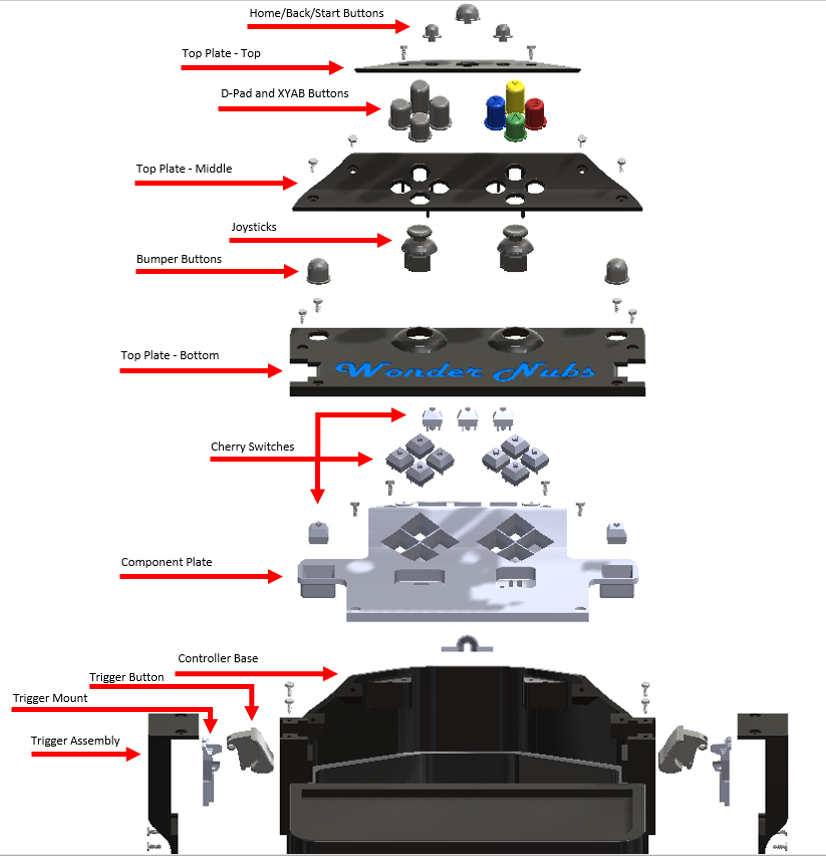 Home/Back/Start Buttons
Top Plate - Top
D-Pad and XYAB Buttons
Top Plate - Middle
Joysticks
Bumper Buttons
Top Plate - Bottom
Wonder Nubs
Cherry Switches
Component Plate
Controller Base
Trigger Button
Trigger Mount
Trigger Assembly